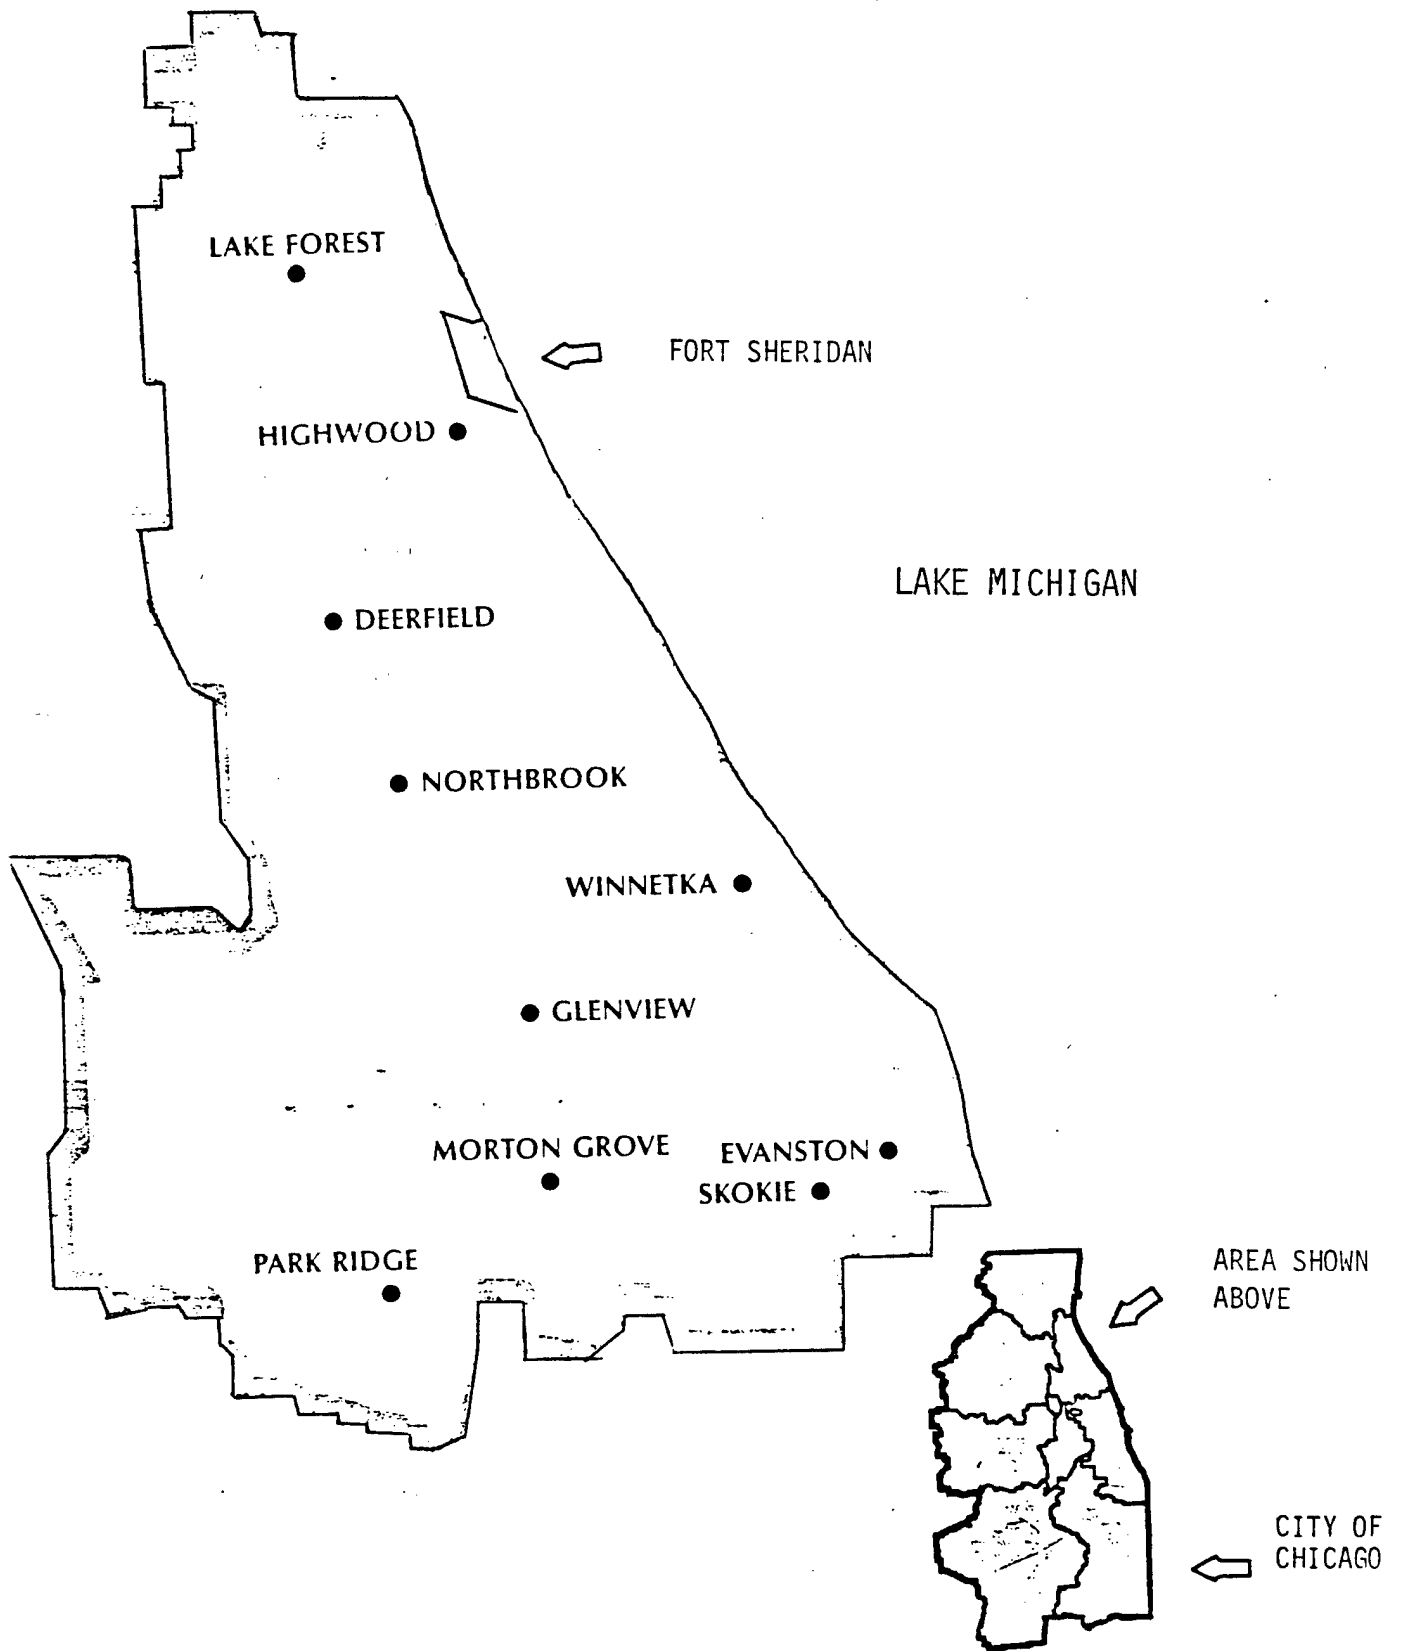 LAKE FOREST
FORT SHERIDAN
HIGHWOOD
LAKE MICHIGAN
DEERFIELD
NORTHBROOK
WINNETKA
GLENVIEW
MORTON GROVE
EVANSTON
SKOKIE
PARK RIDGE
AREA SHOWN
ABOVE
CITY OF
CHICAGO